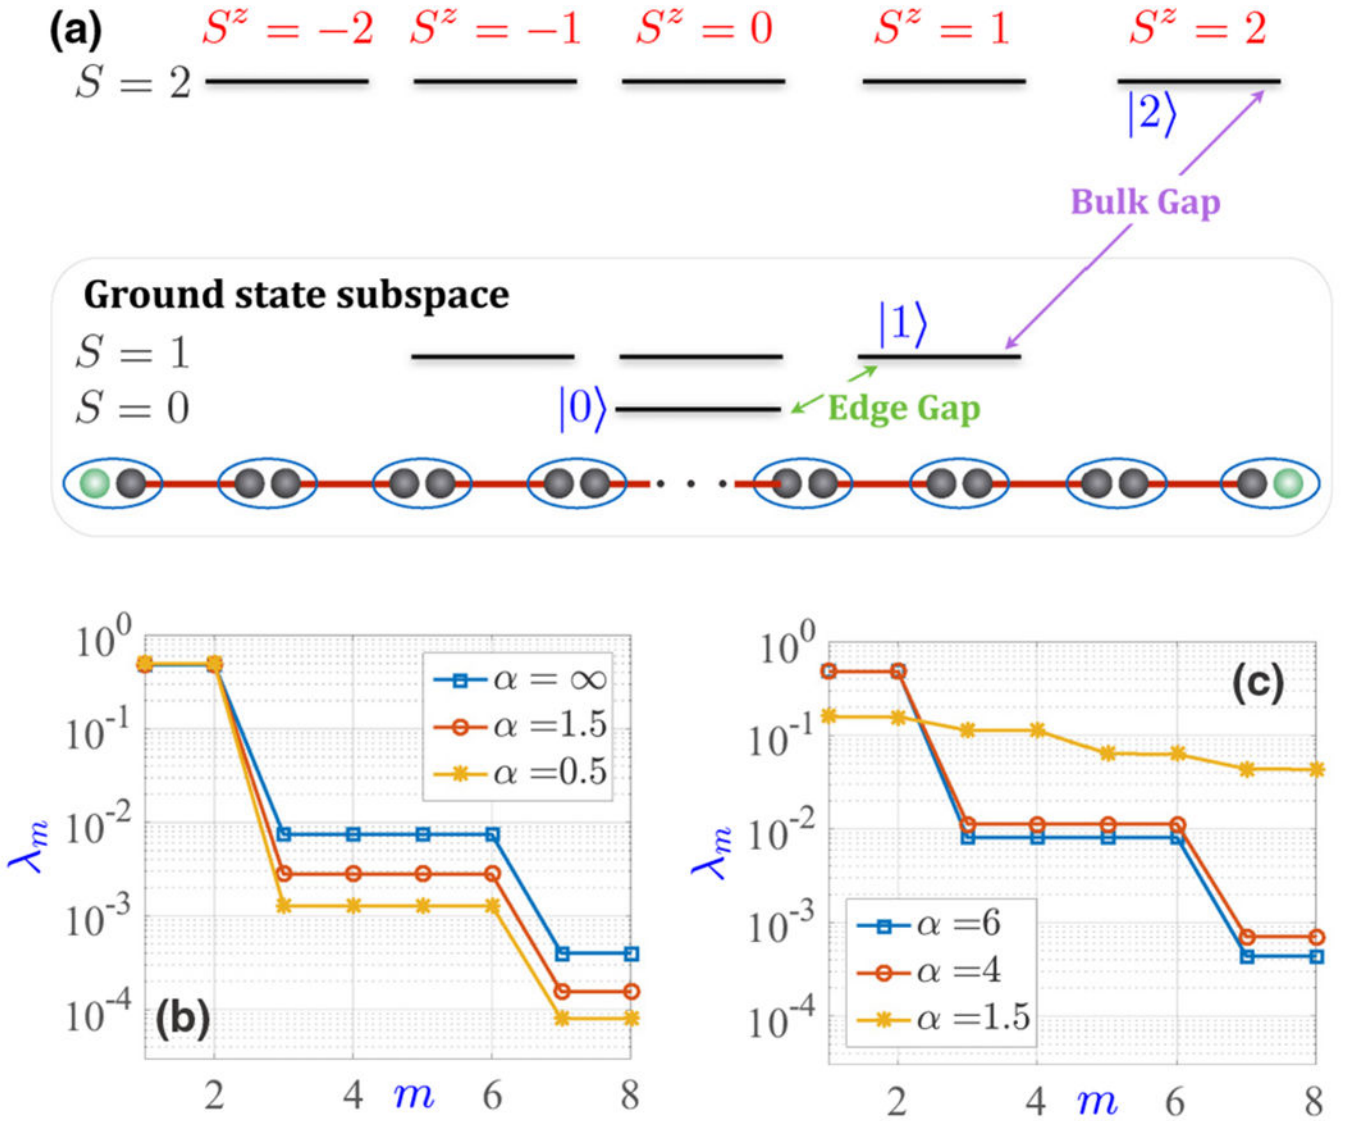 (a) S^z = −2 S^z = −1 S^z = 0 S^z = 1 S^z = 2
S = 2
|2⟩
Bulk Gap
Ground state subspace
|1⟩
S = 1
S = 0 |0⟩ Edge Gap
10^0
10^-1
10^-2
10^-3
10^-4
λ_m
α = ∞
α =1.5
α =0.5
(b)
2 4 m 6 8
10^0
10^-1
10^-2
10^-3
10^-4
λ_m
(c)
α =6
α =4
α =1.5
2 4 m 6 8